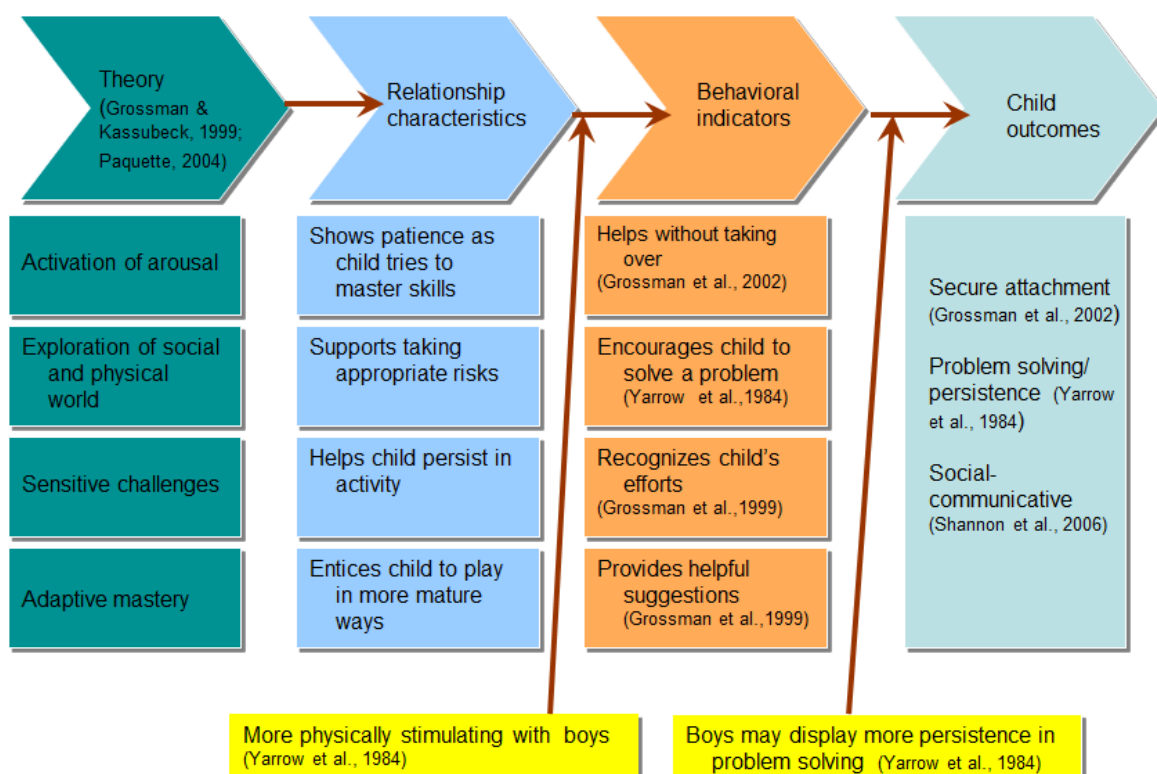 Theory
(Grossman &
Kassubeck, 1999;
Paquette, 2004)
Relationship
characteristics
Behavioral
indicators
Child
outcomes
Activation of arousal
Exploration of social
and physical
world
Sensitive challenges
Adaptive mastery
Shows patience as
child tries to
master skills
Supports taking
appropriate risks
Helps child persist in
activity
Entices child to play
in more mature
ways
Helps without taking
over
(Grossman et al., 2002)
Encourages child to
solve a problem
(Yarrow et al.,1984)
Recognizes child's
efforts
(Grossman et al.,1999)
Provides helpful
suggestions
(Grossman et al.,1999)
Secure attachment
(Grossman et al., 2002)
Problem solving/
persistence (Yarrow
et al., 1984)
Social-
communicative
(Shannon et al., 2006)
More physically stimulating with boys
(Yarrow et al., 1984)
Boys may display more persistence in
problem solving (Yarrow et al., 1984)